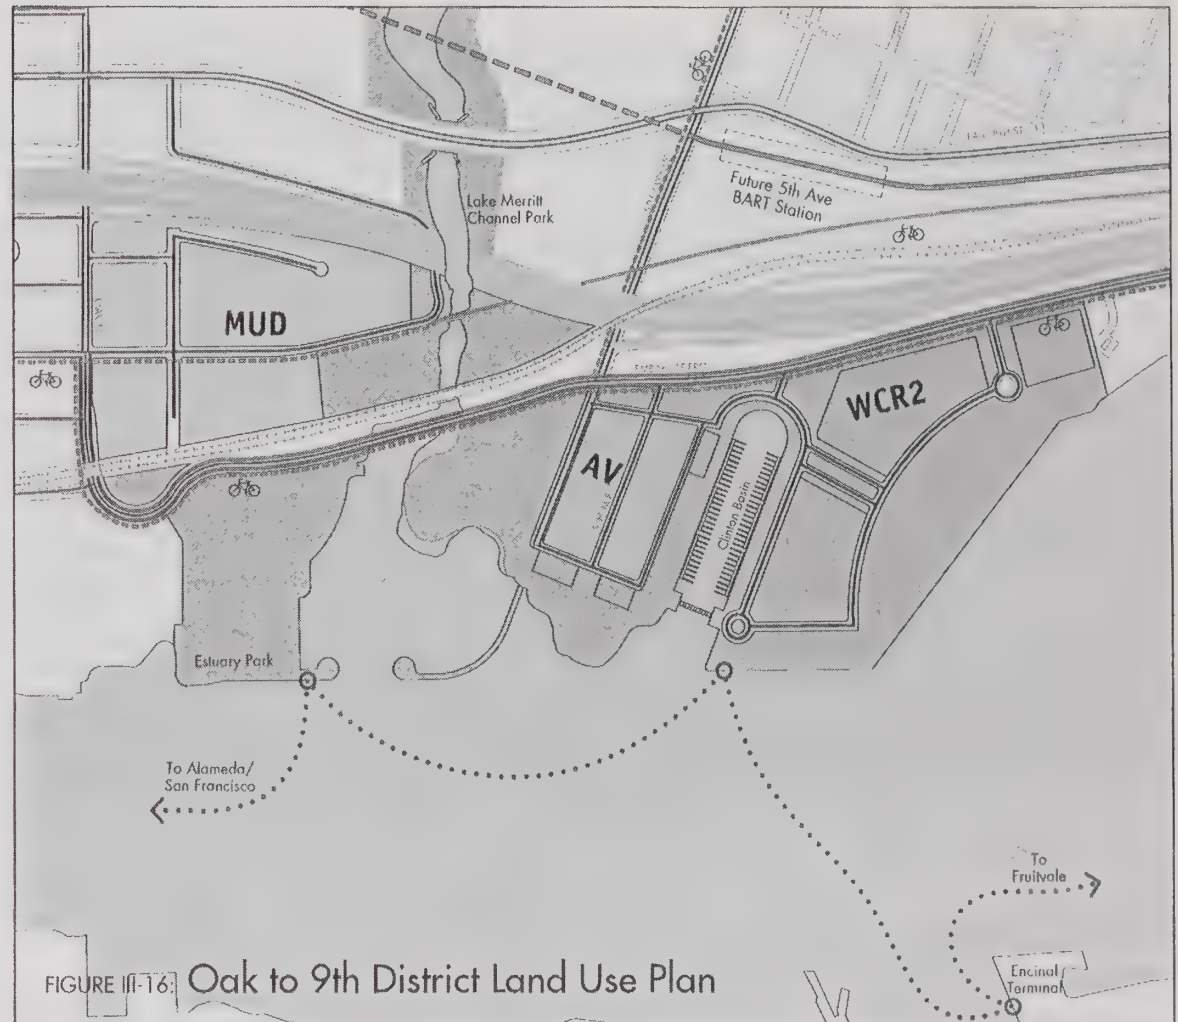 Lake Merritt
Channel Park
Future 5th Ave
BART Station
MUD
WCR2
AV
Clinton Basin
Estuary Park
To Alameda/
San Francisco
To
Fruitvale
Encinal
Terminal
FIGURE III-16: Oak to 9th District Land Use Plan